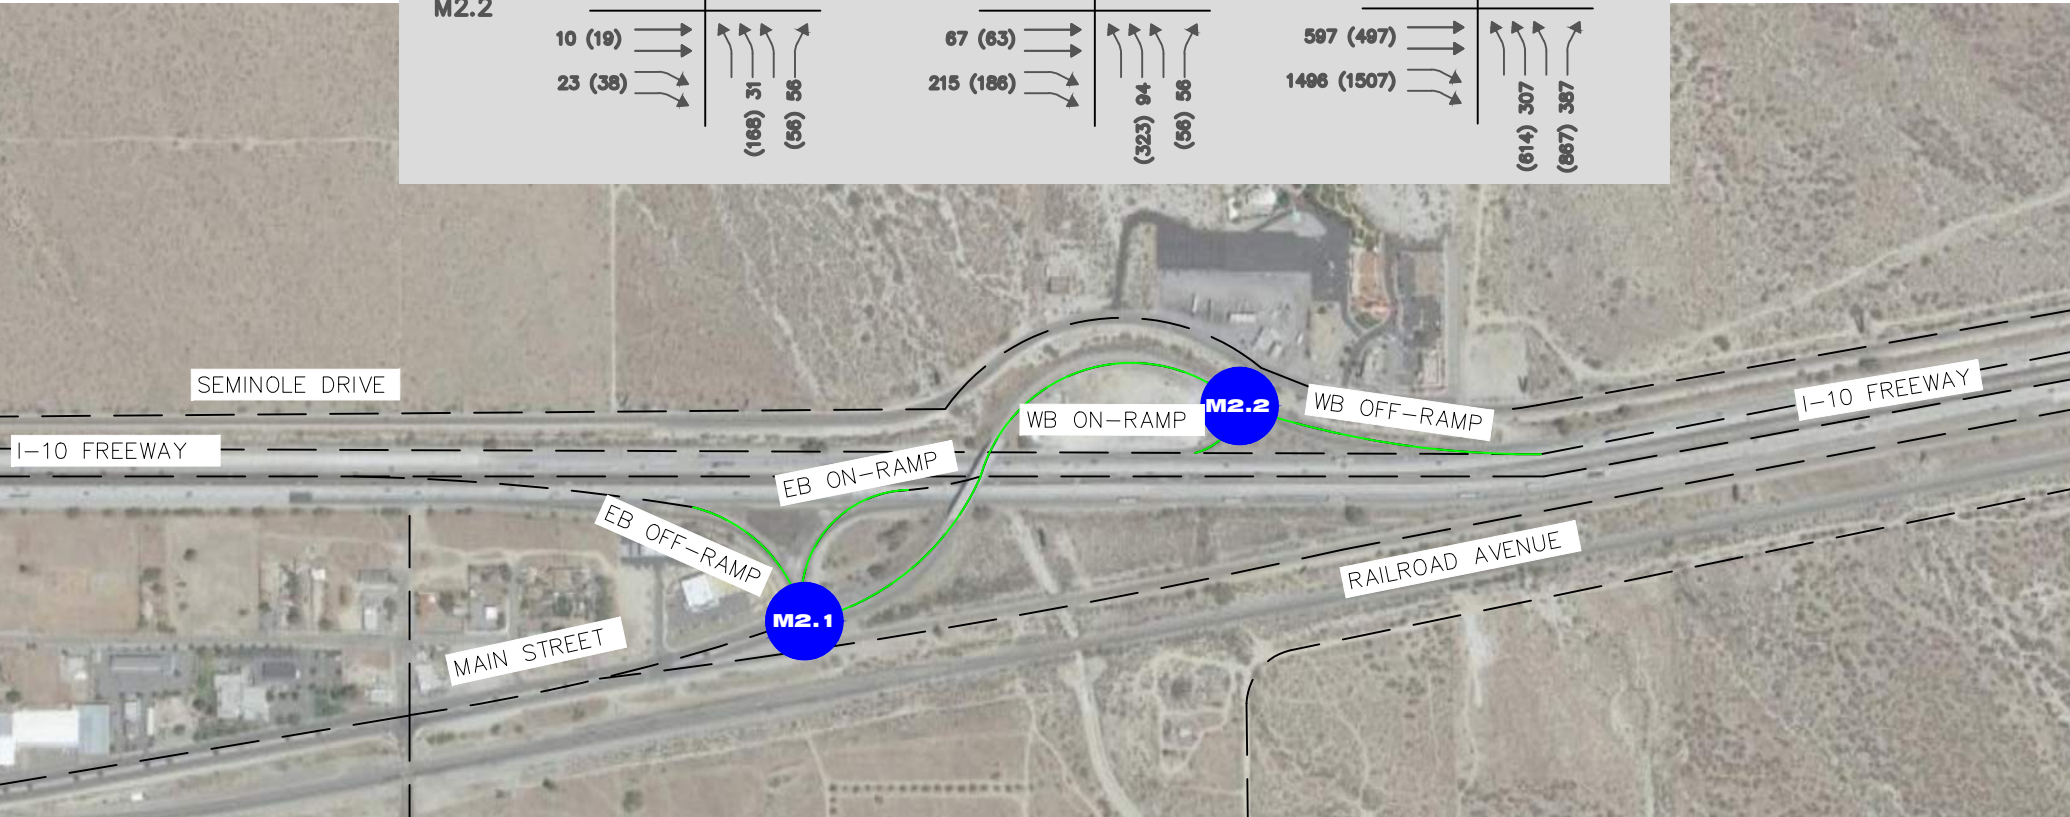 M2.2
10 (19)
23 (38)
(168) 31
(56) 56
67 (63)
215 (186)
(323) 94
(56) 56
597 (497)
1496 (1507)
(614) 307
(867) 387
SEMINOLE DRIVE
I-10 FREEWAY
I-10 FREEWAY
WB ON-RAMP
M2.2
WB OFF-RAMP
EB ON-RAMP
EB OFF-RAMP
M2.1
MAIN STREET
RAILROAD AVENUE